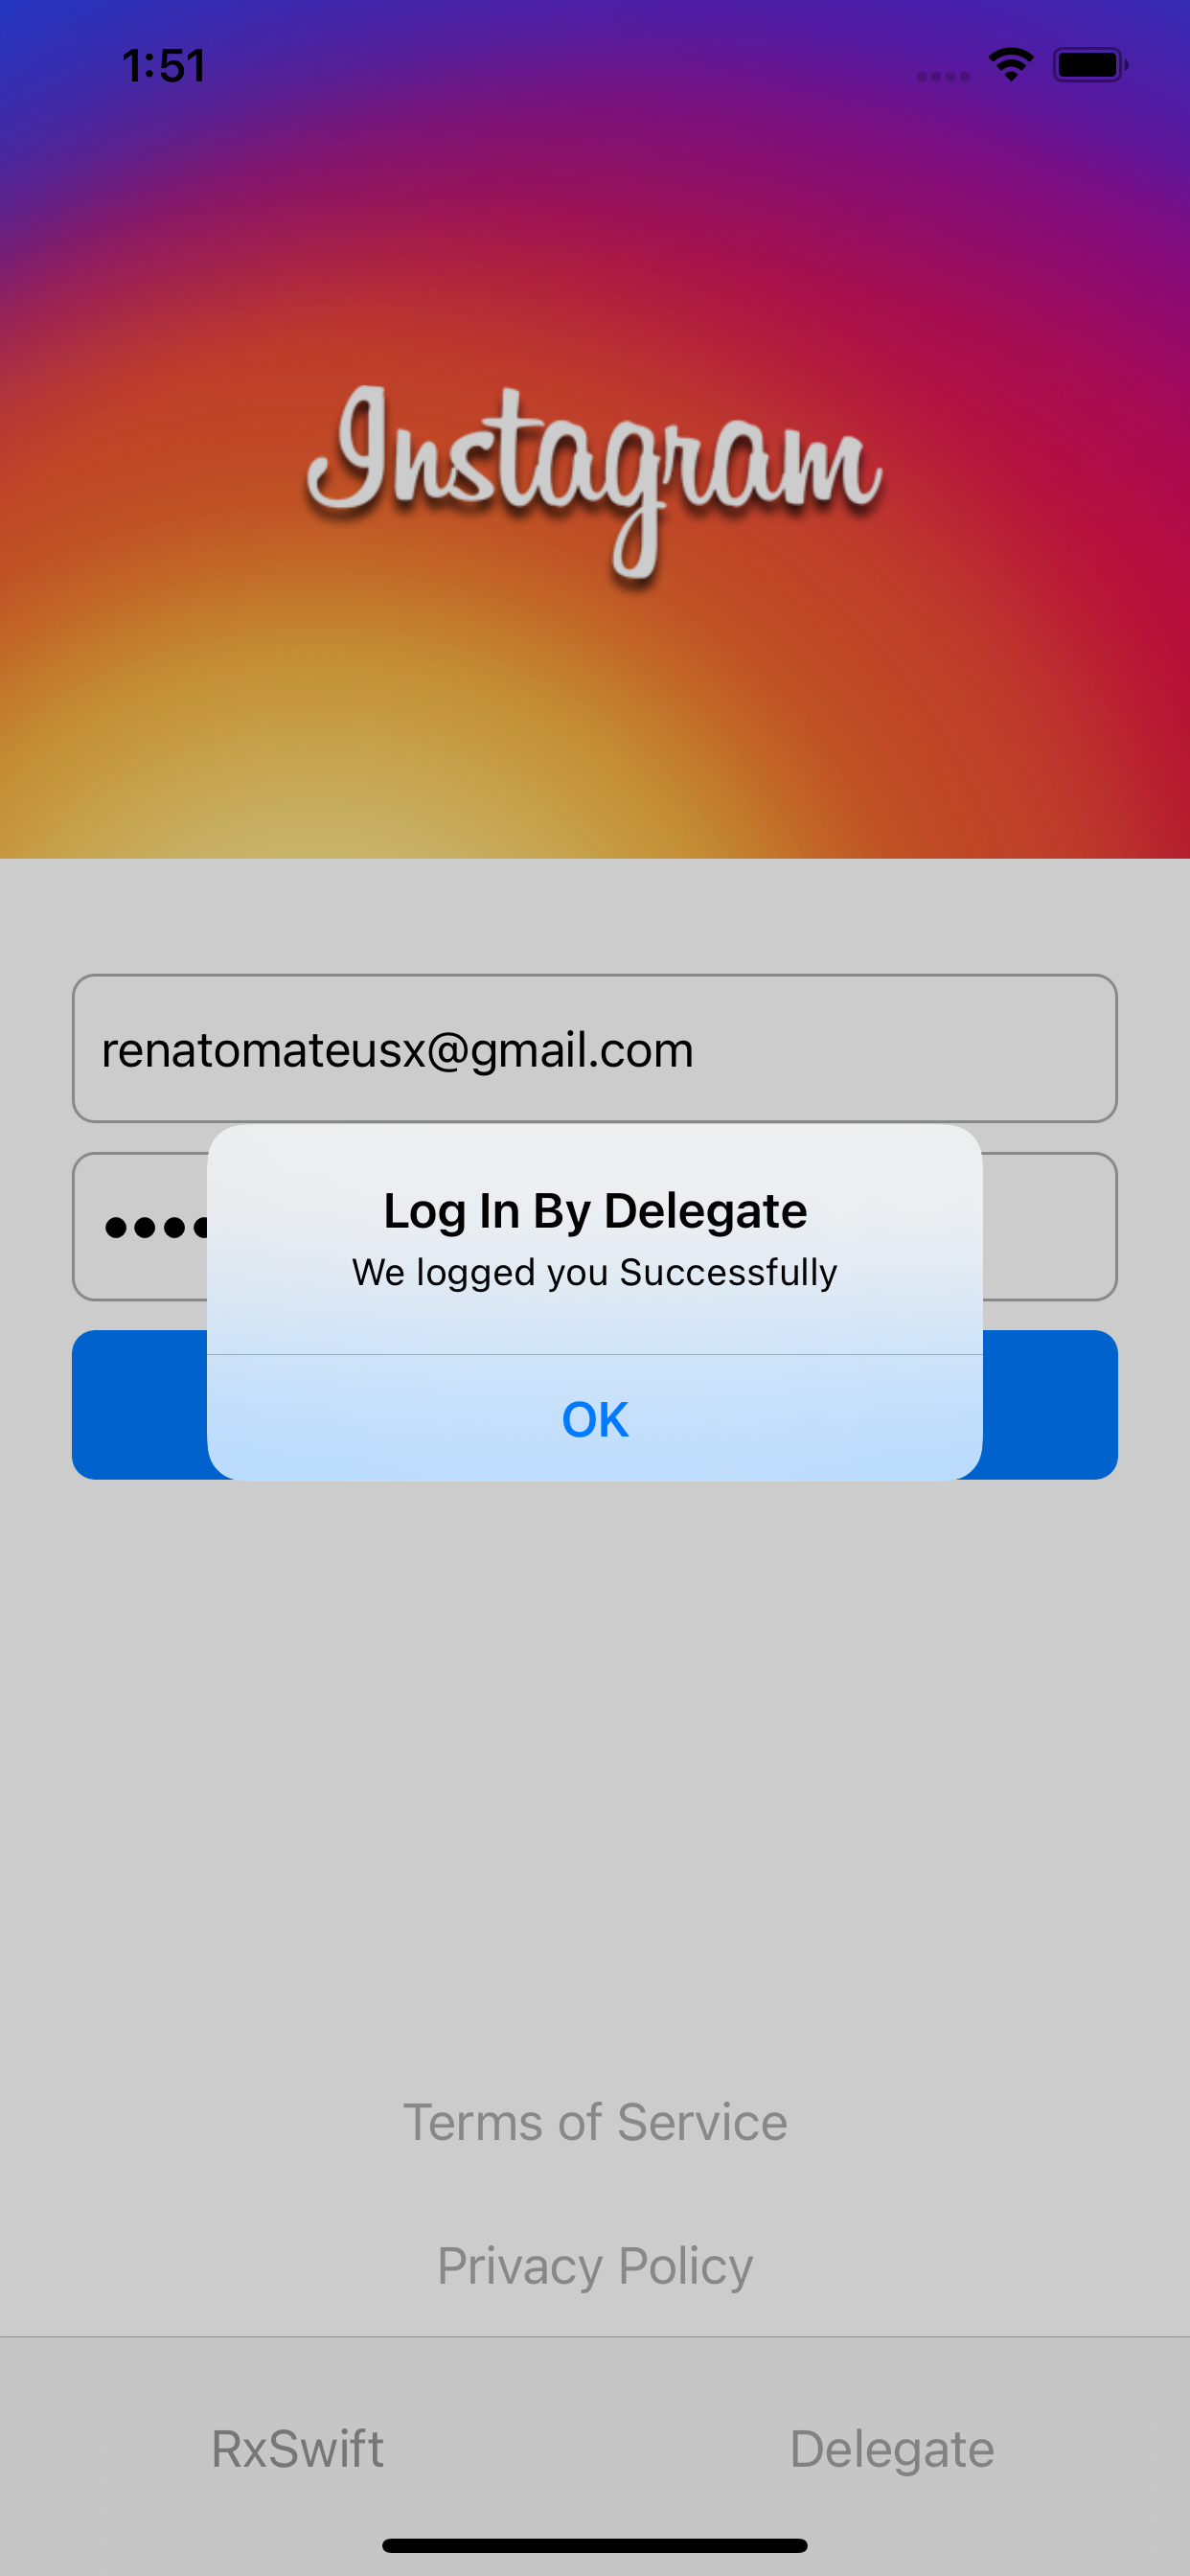 1:51
Instagram
renatomateusx@gmail.com
Log In By Delegate
We logged you Successfully
OK
Terms of Service
Privacy Policy
RxSwift
Delegate